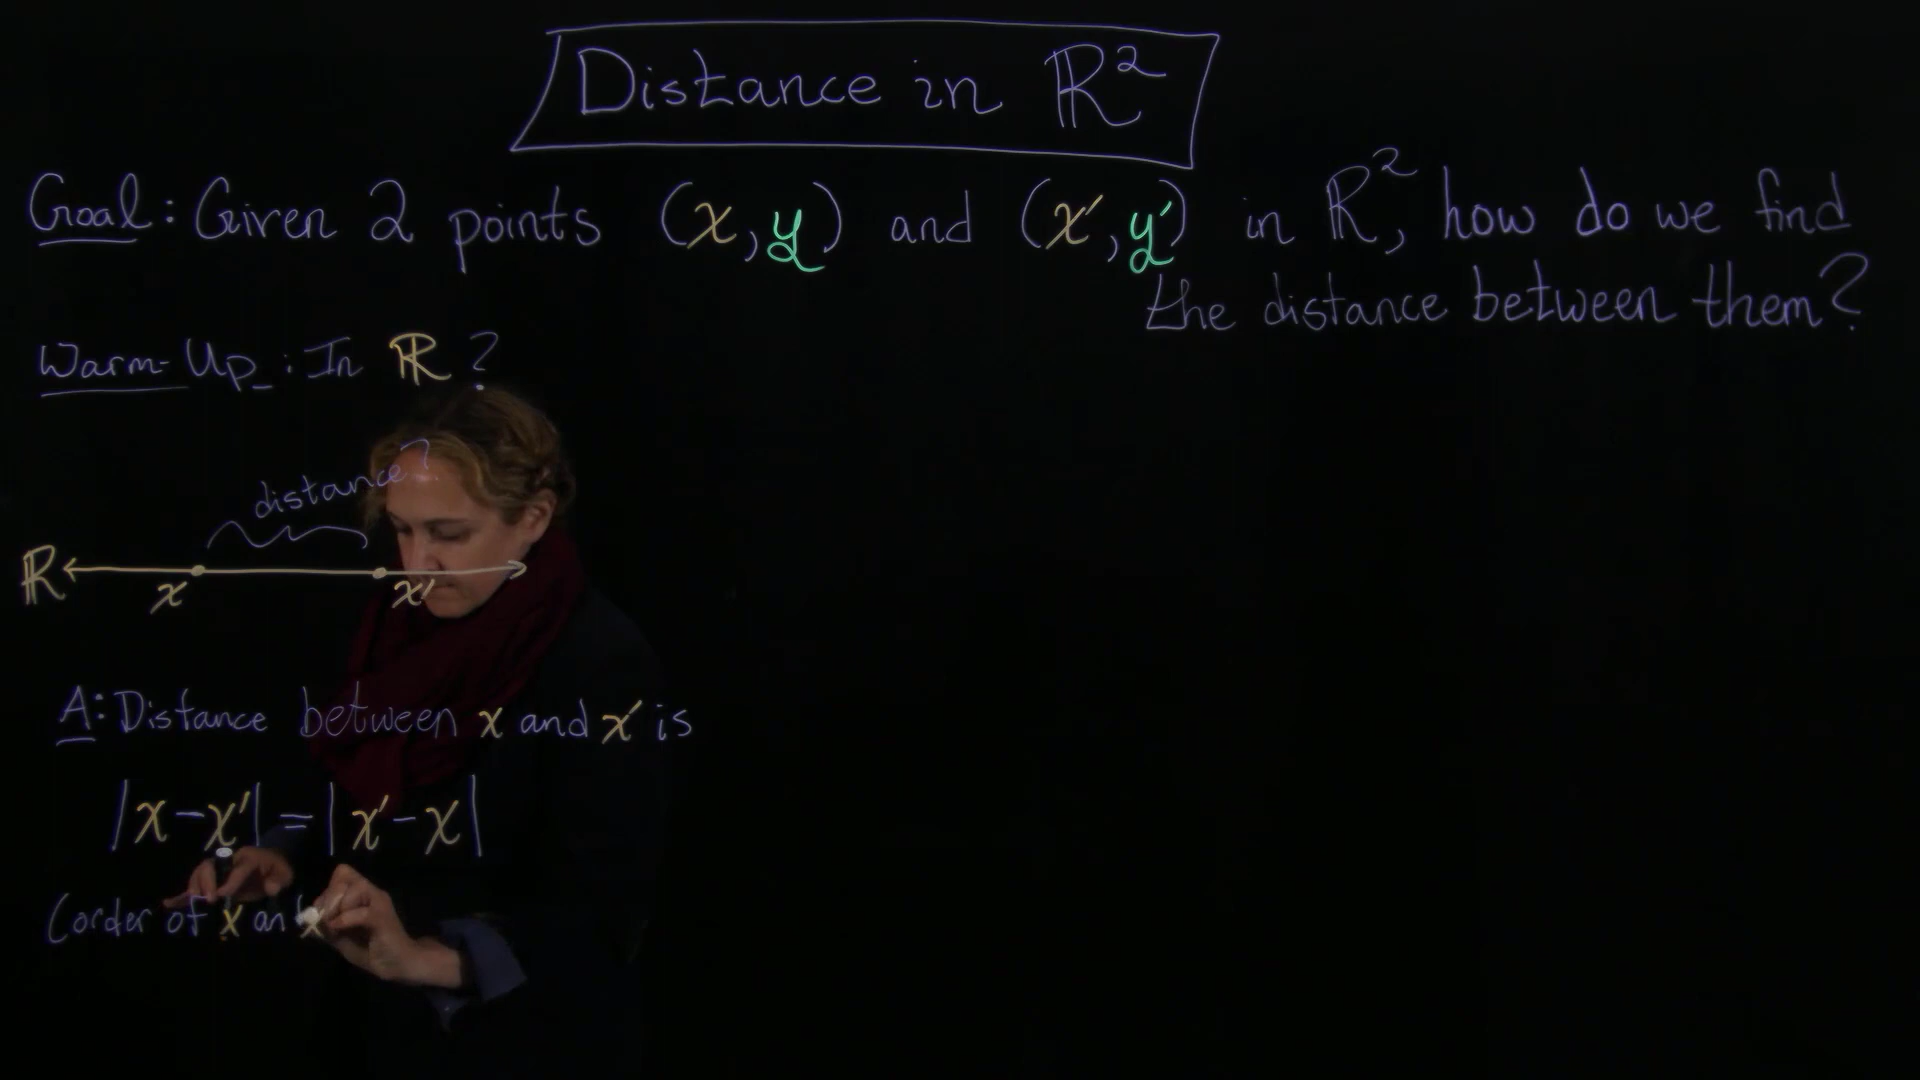 Distance in ℝ²
Goal: Given 2 points (x, y) and (x′, y′) in ℝ², how do we find
the distance between them?
Warm-Up: In ℝ?
distance?
ℝ
x x′
A: Distance between x and x′ is
|x-x′| = |x′-x|
(order of x an x